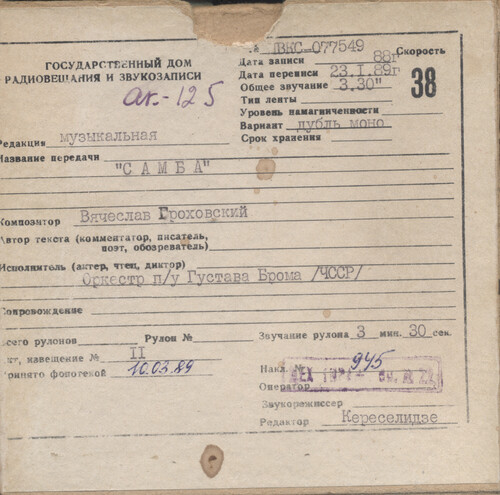 ГОСУДАРСТВЕННЫЙ ДОМ
РАДИОВЕЩАНИЯ И ЗВУКОЗАПИСИ
ак.-125
ДВКС-077549
Дата записи 88г
Дата переписи 23.I.89г
Общее звучание 3.30"
Тип ленты
Уровень намагниченности
Вариант дубль моно
Срок хранения
Скорость
38
Редакция музыкальная
Название передачи
"САМБА"
Композитор Вячеслав Гроховский
Автор текста (комментатор, писатель,
поэт, обозреватель)
Исполнитель (актер, чтец, диктор)
Оркестр п/у Густава Брома /ЧССР/
Сопровождение
Всего рулонов Рулон № Звучание рулона 3 мин. 30 сек.
извещение № II
Принято фонотекой 10.03.89
Накл. 945
Оператор
Звукорежиссер
Редактор Кереселидзе